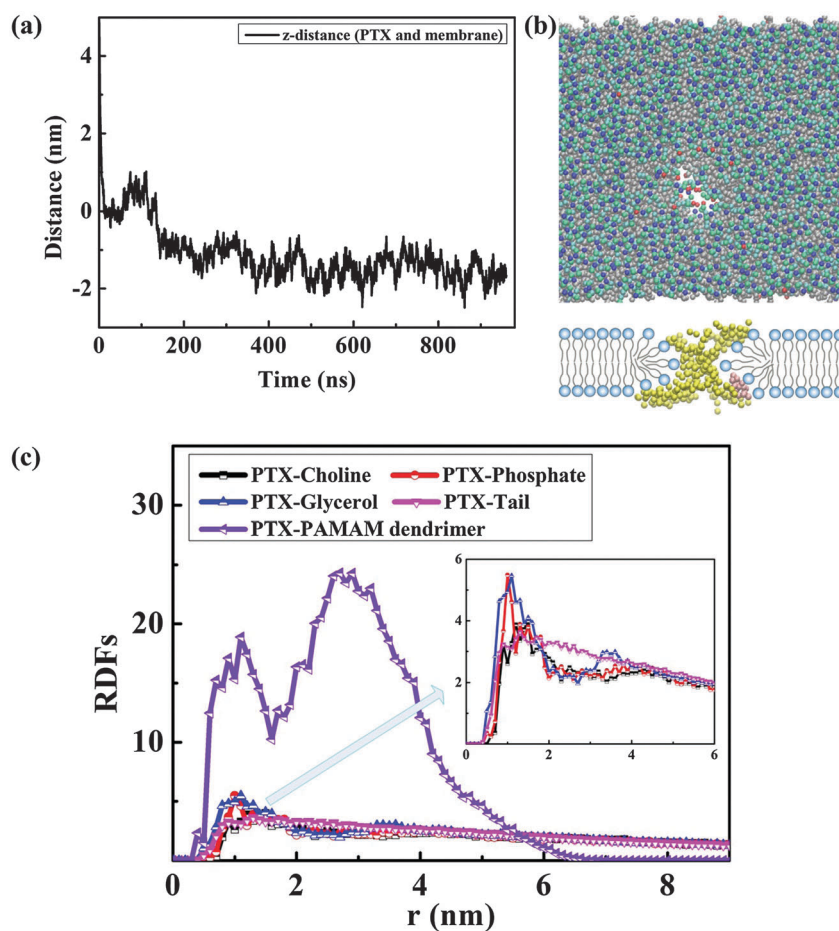 (a)
z-distance (PTX and membrane)
Distance (nm)
4
2
0
-2
0 200 400 600 800
Time (ns)
(b)
(c)
PTX-Choline PTX-Phosphate
PTX-Glycerol PTX-Tail
PTX-PAMAM dendrimer
RDFs
30
20
10
0 2 4 6 8
r (nm)
6
4
2
0
0 2 4 6